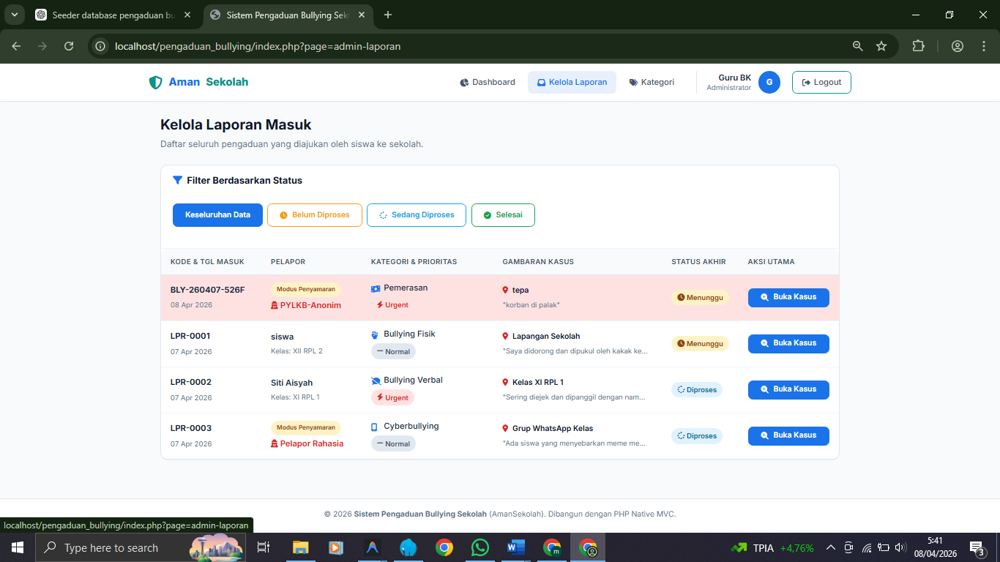 Seeder database pengaduan bu
Sistem Pengaduan Bullying Sek
localhost/pengaduan_bullying/index.php?page=admin-laporan
Aman Sekolah
Dashboard
Kelola Laporan
Kategori
Guru BK
Administrator
G
Logout
Kelola Laporan Masuk
Daftar seluruh pengaduan yang diajukan oleh siswa ke sekolah.
Filter Berdasarkan Status
Keseluruhan Data
Belum Diproses
Sedang Diproses
Selesai
KODE & TGL MASUK PELAPOR KATEGORI & PRIORITAS GAMBARAN KASUS STATUS AKHIR AKSI UTAMA
BLY-260407-526F
08 Apr 2026
Modus Penyamaran
PYLKB-Anonim
Pemerasan
Urgent
tepa
"korban di palak"
Menunggu
Buka Kasus
LPR-0001
07 Apr 2026
siswa
Kelas: XII RPL 2
Bullying Fisik
Normal
Lapangan Sekolah
"Saya didorong dan dipukul oleh kakak ke...
Menunggu
Buka Kasus
LPR-0002
07 Apr 2026
Siti Aisyah
Kelas: XI RPL 1
Bullying Verbal
Urgent
Kelas XI RPL 1
"Sering diejek dan dipanggil dengan nam...
Diproses
Buka Kasus
LPR-0003
07 Apr 2026
Modus Penyamaran
Pelapor Rahasia
Cyberbullying
Normal
Grup WhatsApp Kelas
"Ada siswa yang menyebarkan meme me...
Diproses
Buka Kasus
© 2026 Sistem Pengaduan Bullying Sekolah (AmanSekolah). Dibangun dengan PHP Native MVC.
localhost/pengaduan_bullying/index.php?page=admin-laporan
Type here to search
TPIA +4,76%
5:41
08/04/2026
3